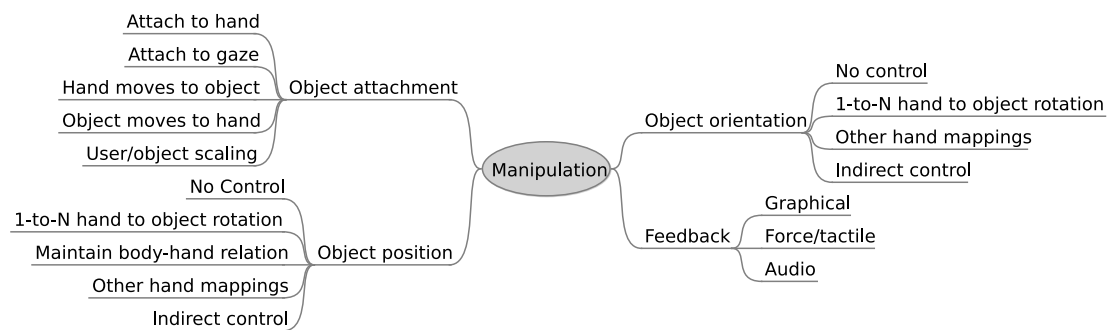 Attach to hand
Attach to gaze
Hand moves to object
Object moves to hand
User/object scaling
Object attachment
No Control
1-to-N hand to object rotation
Maintain body-hand relation
Other hand mappings
Indirect control
Object position
Manipulation
Object orientation
No control
1-to-N hand to object rotation
Other hand mappings
Indirect control
Feedback
Graphical
Force/tactile
Audio